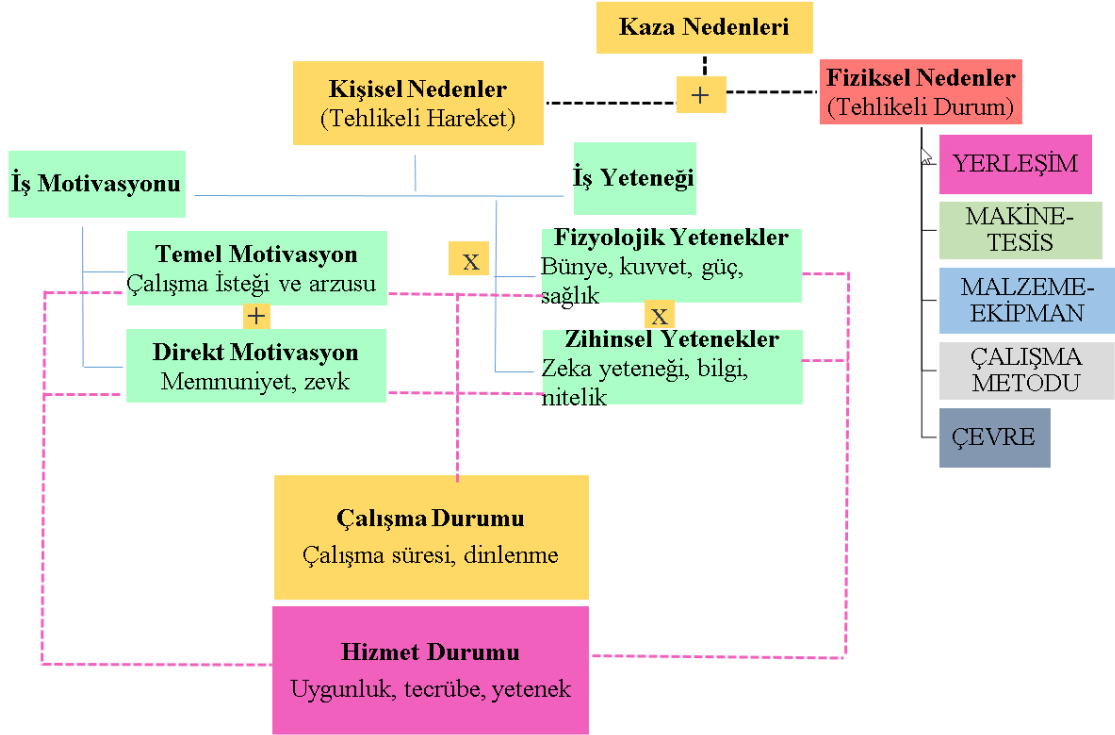 Kaza Nedenleri
Kişisel Nedenler
(Tehlikeli Hareket)
+
Fiziksel Nedenler
(Tehlikeli Durum)
İş Motivasyonu
İş Yeteneği
YERLEŞİM
MAKİNE-
TESİS
MALZEME-
EKİPMAN
ÇALIŞMA
METODU
ÇEVRE
Temel Motivasyon
Çalışma İsteği ve arzusu
+
Direkt Motivasyon
Memnuniyet, zevk
x
Fizyolojik Yetenekler
Bünye, kuvvet, güç,
sağlık
x
Zihinsel Yetenekler
Zeka yeteneği, bilgi,
nitelik
Çalışma Durumu
Çalışma süresi, dinlenme
Hizmet Durumu
Uygunluk, tecrübe, yetenek